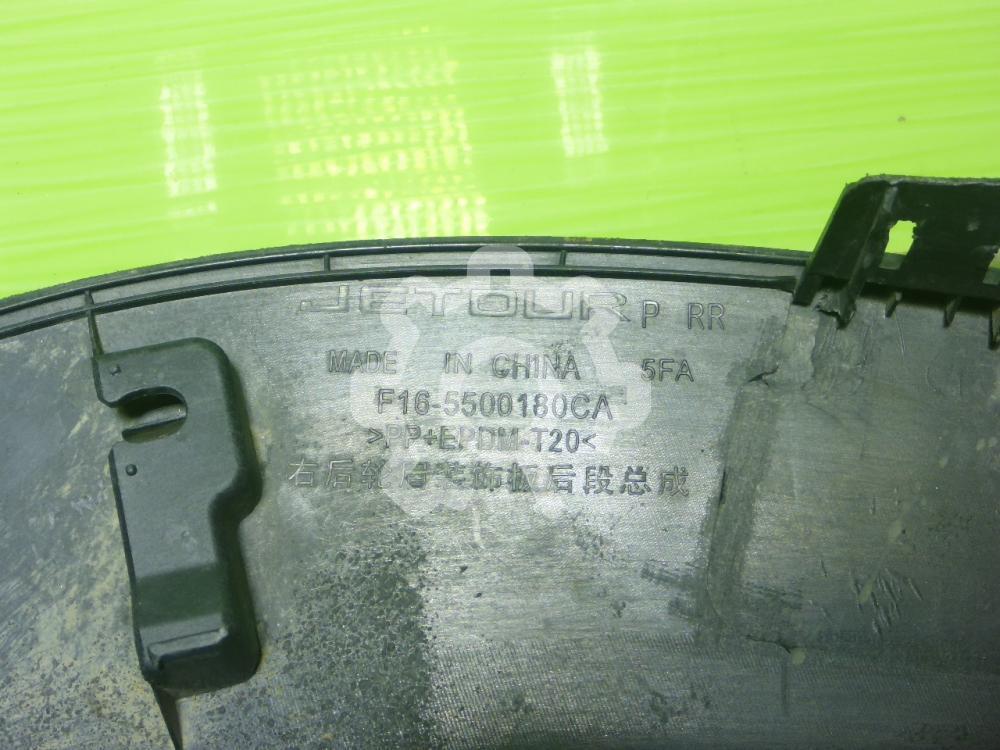 JETOUR P RR
MADE IN CHINA 5FA
F16-5500180CA
>PP+EPDM-T20<
右后轮眉装饰板后段总成